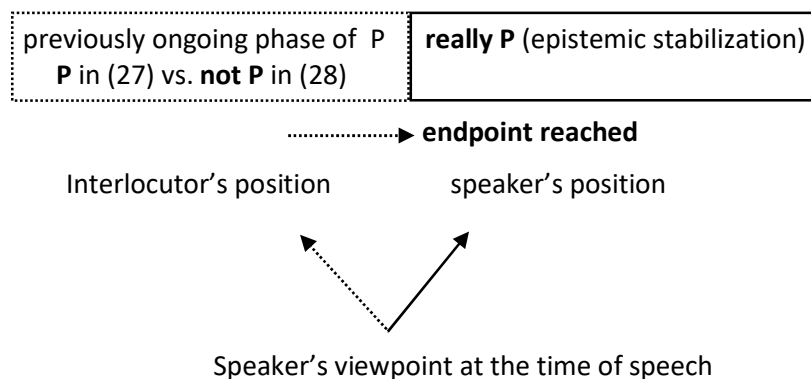 previously ongoing phase of P
P in (27) vs. not P in (28)
really P (epistemic stabilization)
endpoint reached
Interlocutor’s position
speaker’s position
Speaker’s viewpoint at the time of speech